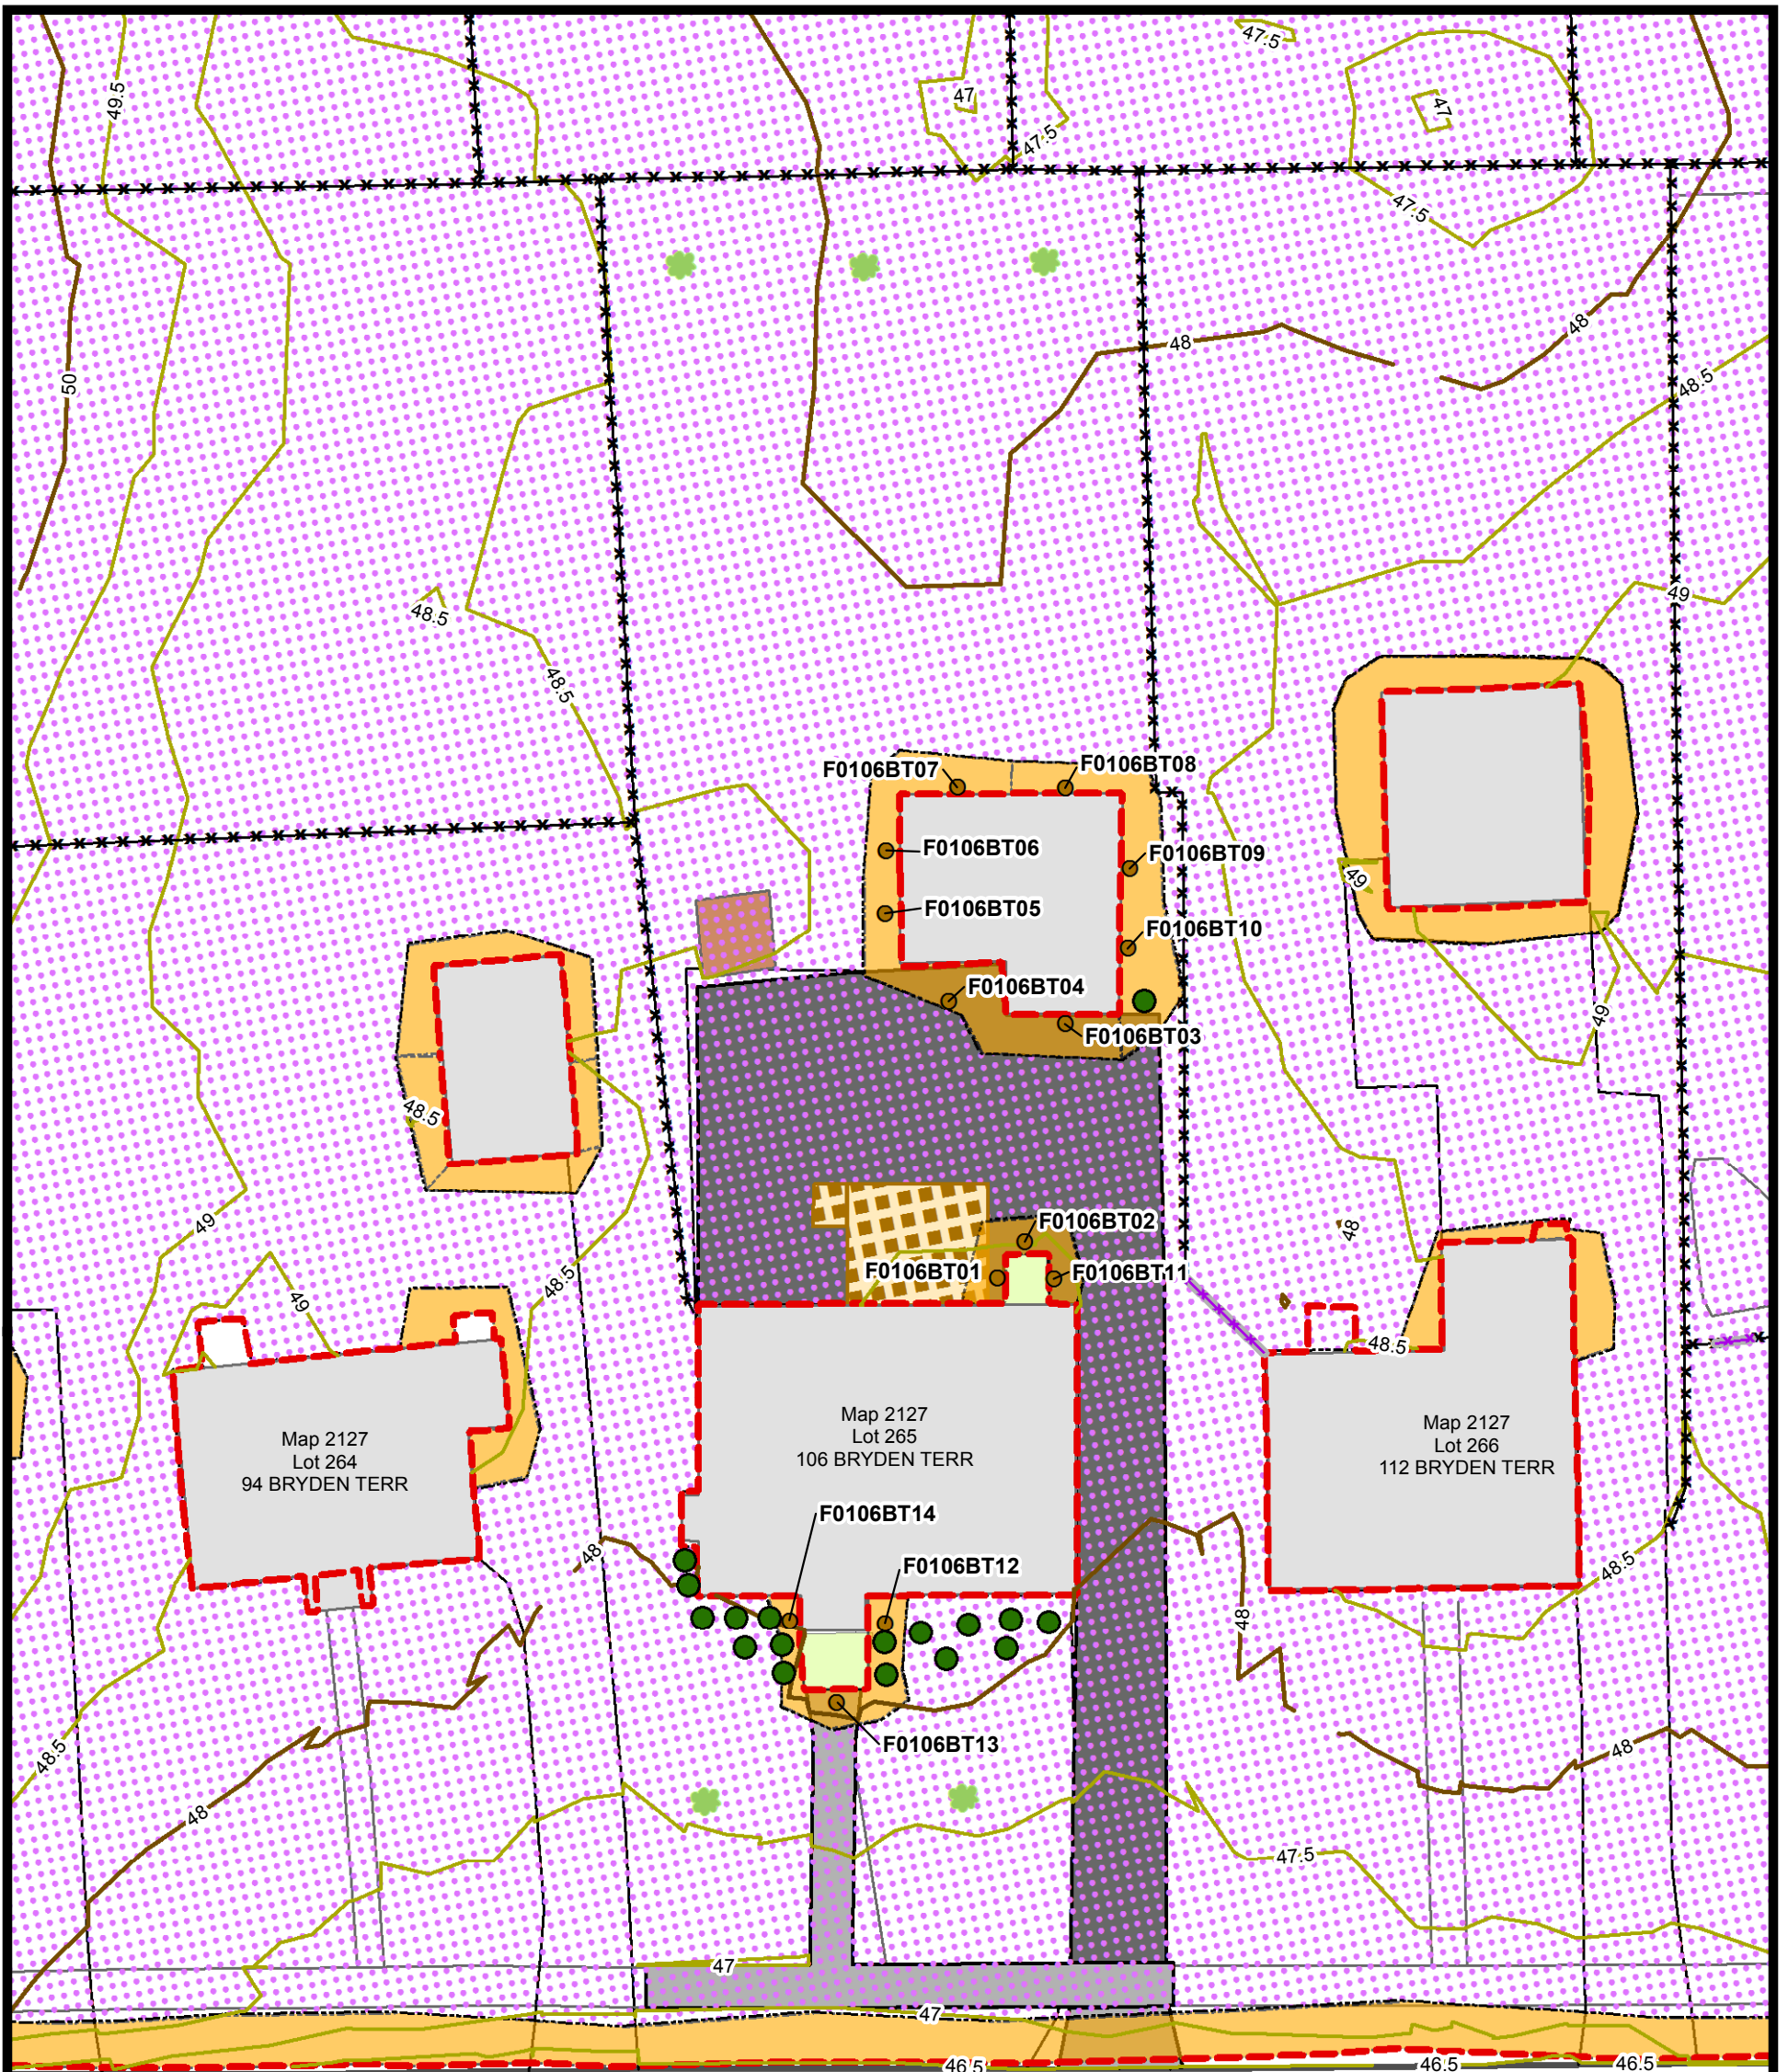 47.5
49.5
47
47
47.5
47.5
48
48
50
48.5
49
48.5
48.5
F0106BT07
F0106BT08
F0106BT06
F0106BT09
49
F0106BT05
F0106BT10
F0106BT04
49
F0106BT03
48.5
49
F0106BT02
48
F0106BT01
F0106BT11
48.5
49
48.5
Map 2127
Lot 264
94 BRYDEN TERR
Map 2127
Lot 265
106 BRYDEN TERR
Map 2127
Lot 266
112 BRYDEN TERR
F0106BT14
48
F0106BT12
48.5
48
F0106BT13
48.5
48
48
47.5
47
47
46.5
46.5
46.5